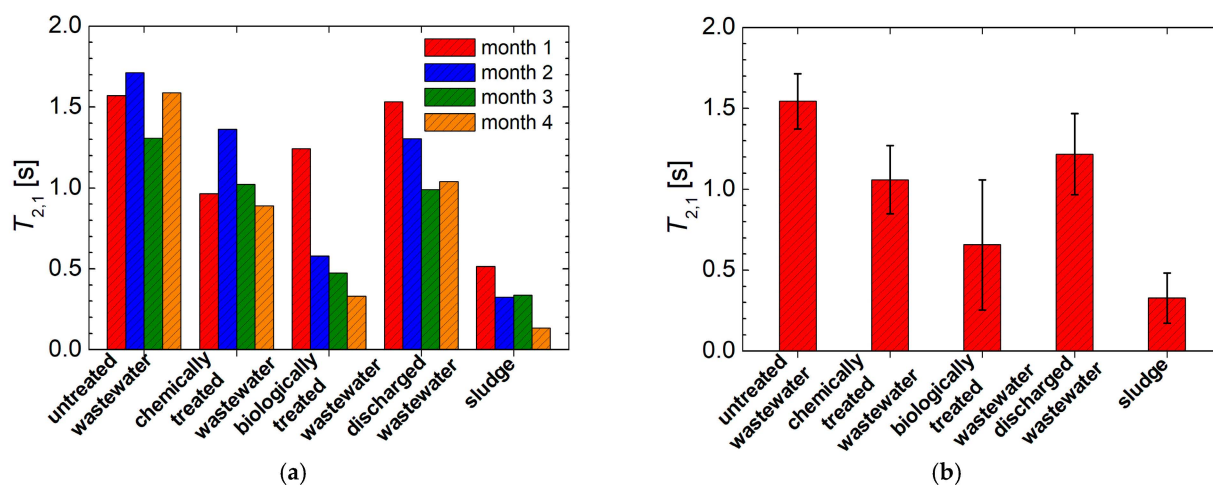 2.0
1.5
1.0
0.5
0.0
T2,1 [s]
month 1
month 2
month 3
month 4
untreated
wastewater
chemically
treated
wastewater
biologically
treated
wastewater
discharged
wastewater
sludge
(a)
2.0
1.5
1.0
0.5
0.0
T2,1 [s]
untreated
wastewater
chemically
treated
wastewater
biologically
treated
wastewater
discharged
wastewater
sludge
(b)